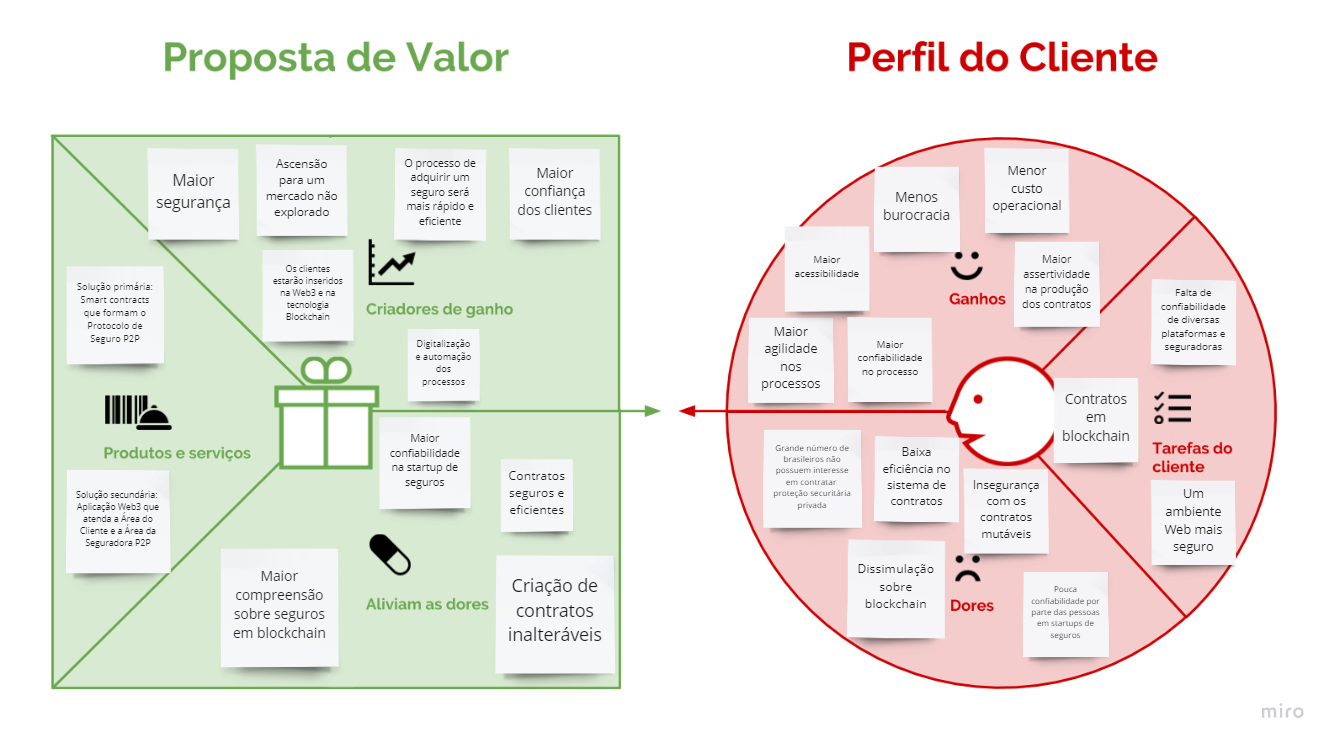 Proposta de Valor
Perfil do Cliente
Maior
segurança
Ascensão
para um
mercado não
explorado
O processo de
adquirir um
seguro será
mais rápido e
eficiente
Maior
confiança
dos clientes
Solução primária:
Smart contracts
que formam o
Protocolo de
Seguro P2P
Os clientes
estarão inseridos
na Web3 e na
tecnologia
Blockchain
Criadores de ganho
Digitalização
e automação
dos
processos
Produtos e serviços
Solução secundária:
Aplicação Web3 que
atenda a Área do
Cliente e a Área da
Seguradora P2P
Maior
confiabilidade
na startup de
seguros
Contratos
seguros e
eficientes
Maior
compreensão
sobre seguros
em blockchain
Aliviam as dores
Criação de
contratos
inalteráveis
Menos
burocracia
Menor
custo
operacional
Maior
acessibilidade
Ganhos
Maior
assertividade
na produção
dos contratos
Maior
agilidade
nos
processos
Maior
confiabilidade
no processo
Falta de
confiabilidade
de diversas
plataformas e
seguradoras
Contratos
em
blockchain
Tarefas do
cliente
Um
ambiente
Web mais
seguro
Grande número de
brasileiros não
possuem interesse
em contratar
proteção securitária
privada
Baixa
eficiência no
sistema de
contratos
Insegurança
com os
contratos
mutáveis
Dissimulação
sobre
blockchain
Dores
Pouca
confiabilidade por
parte das pessoas
em startups de
seguros
miro